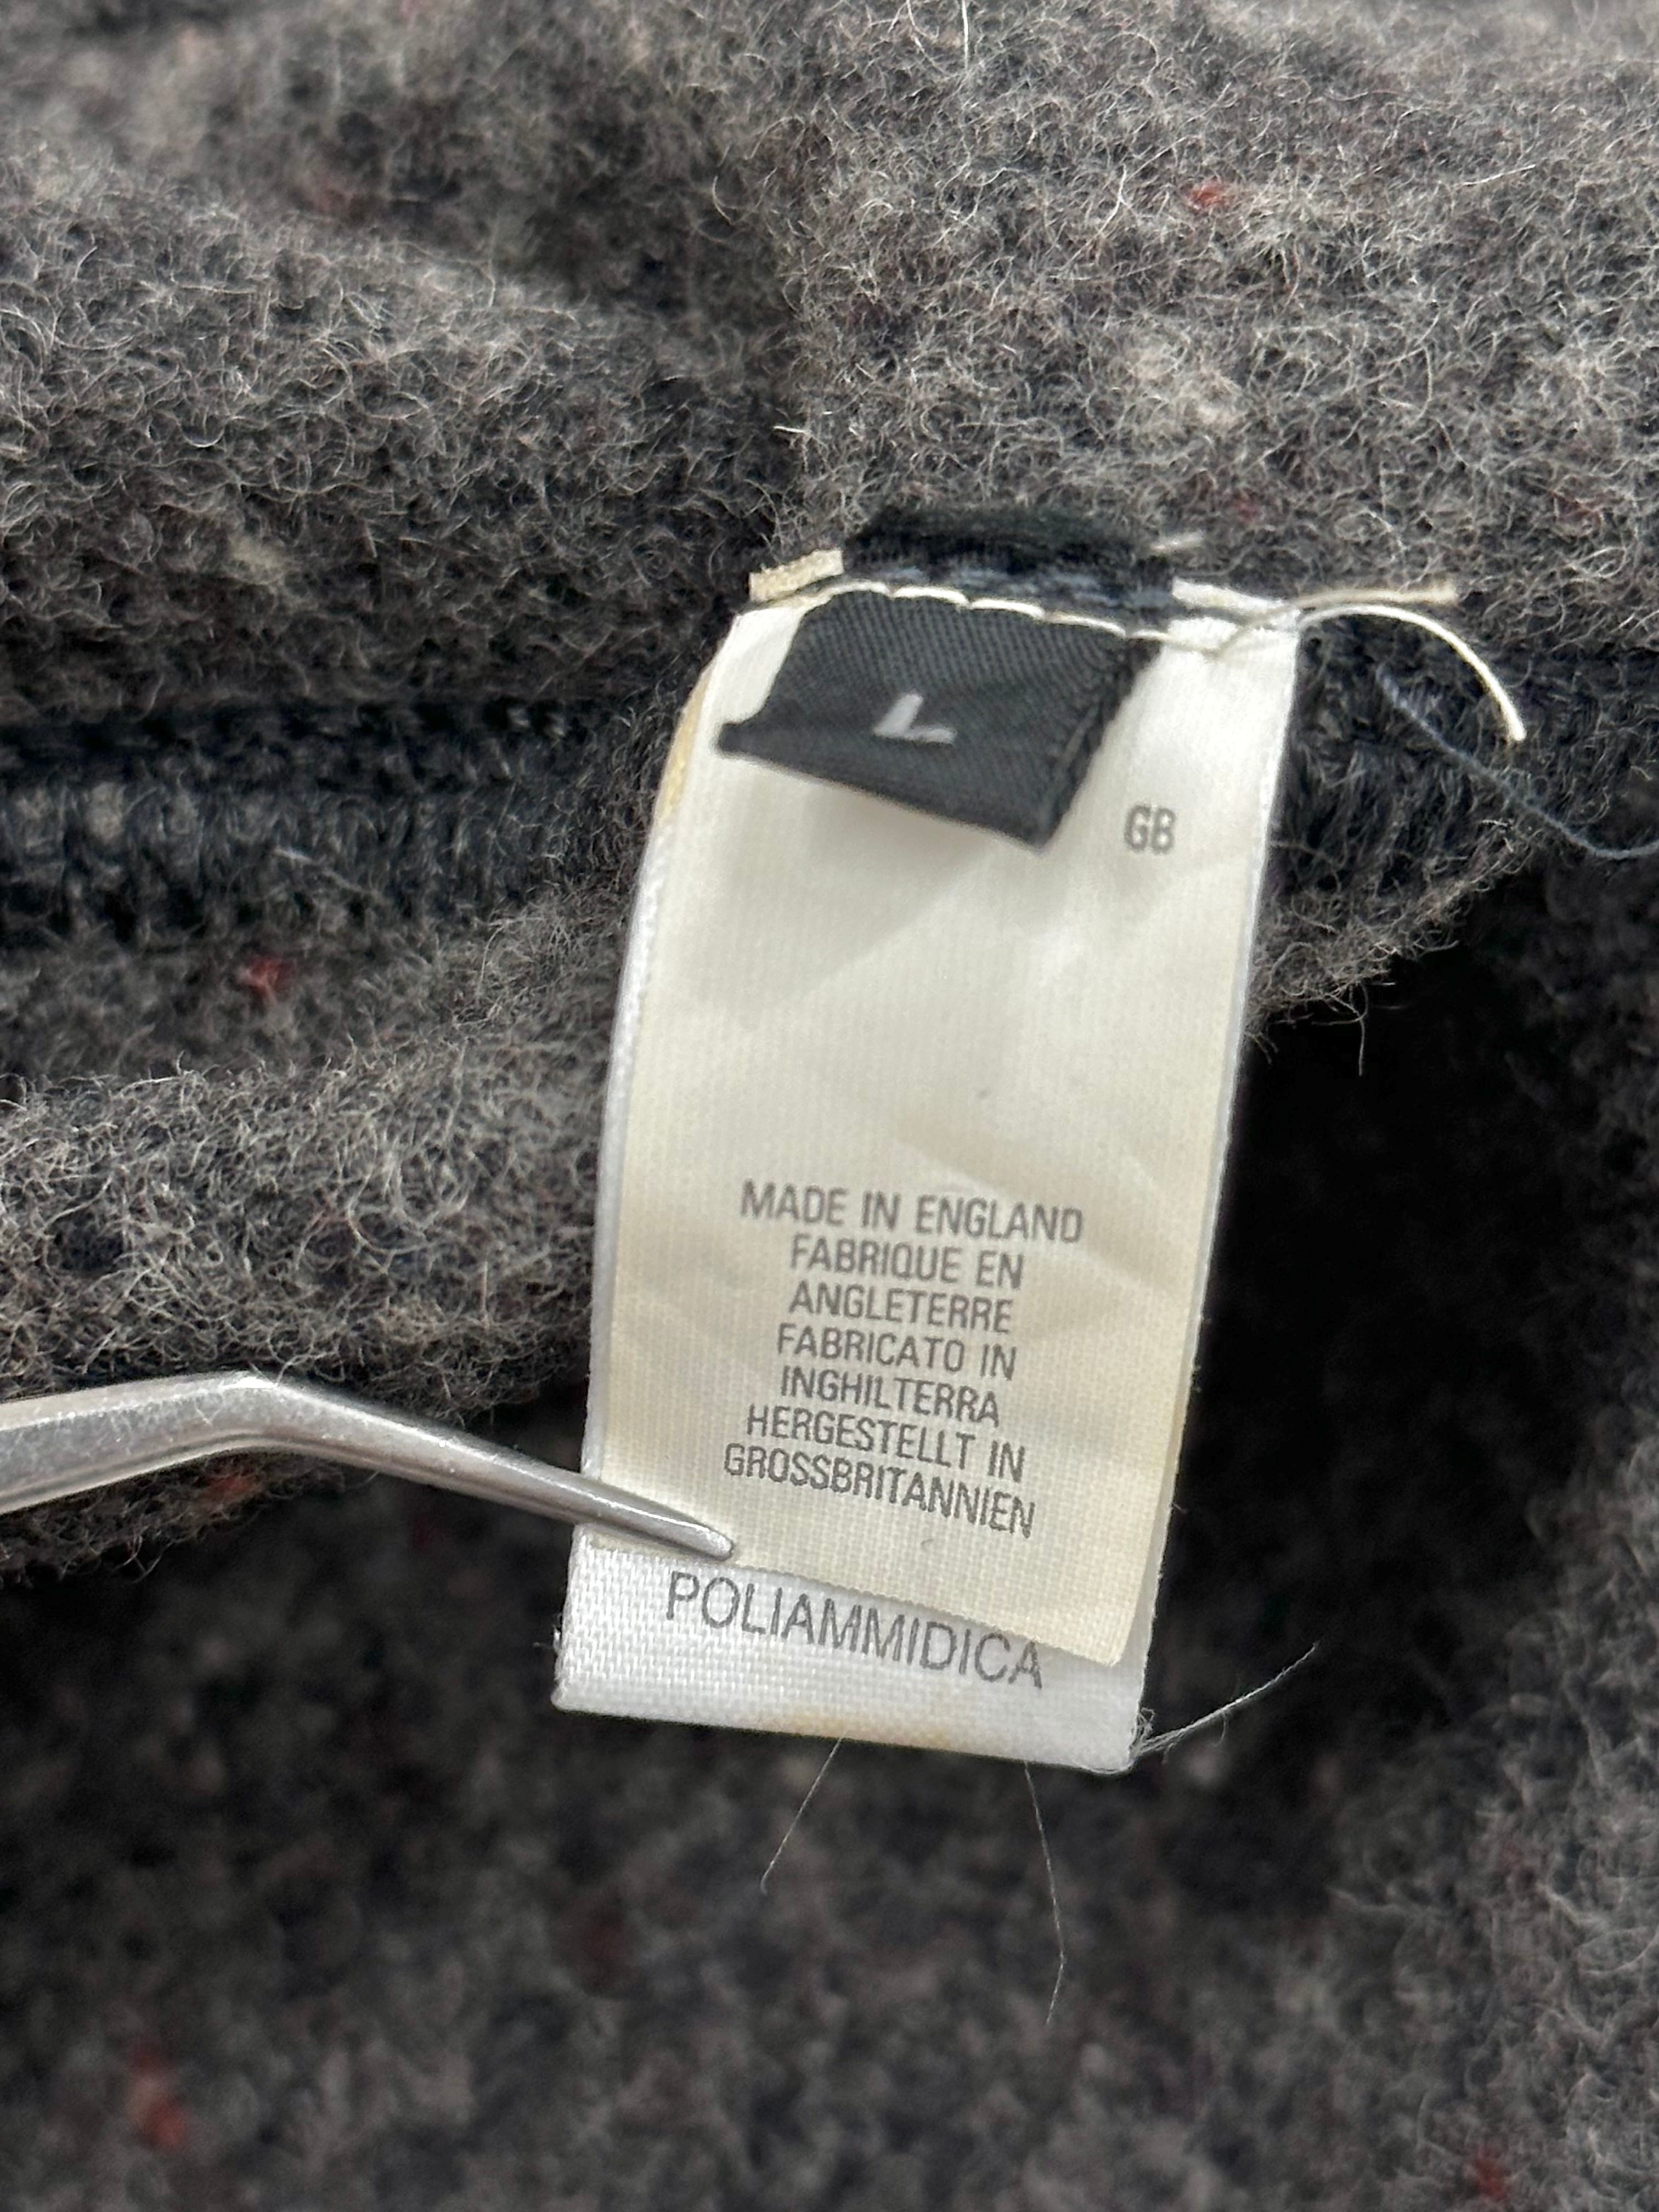 L
GB
MADE IN ENGLAND
FABRIQUE EN
ANGLETERRE
FABRICATO IN
INGHILTERRA
HERGESTELLT IN
GROSSBRITANNIEN
POLIAMMIDICA